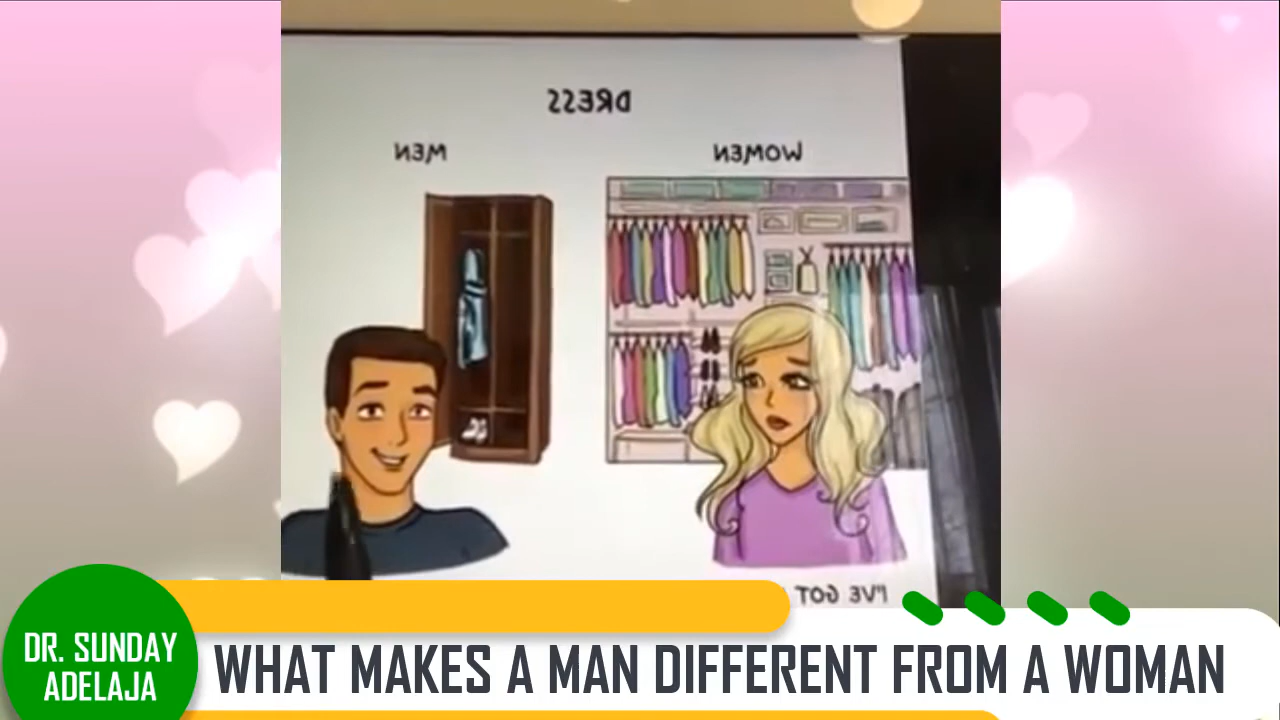 DRESS
MEN WOMEN
I'VE GOT
DR. SUNDAY
ADELAJA
WHAT MAKES A MAN DIFFERENT FROM A WOMAN